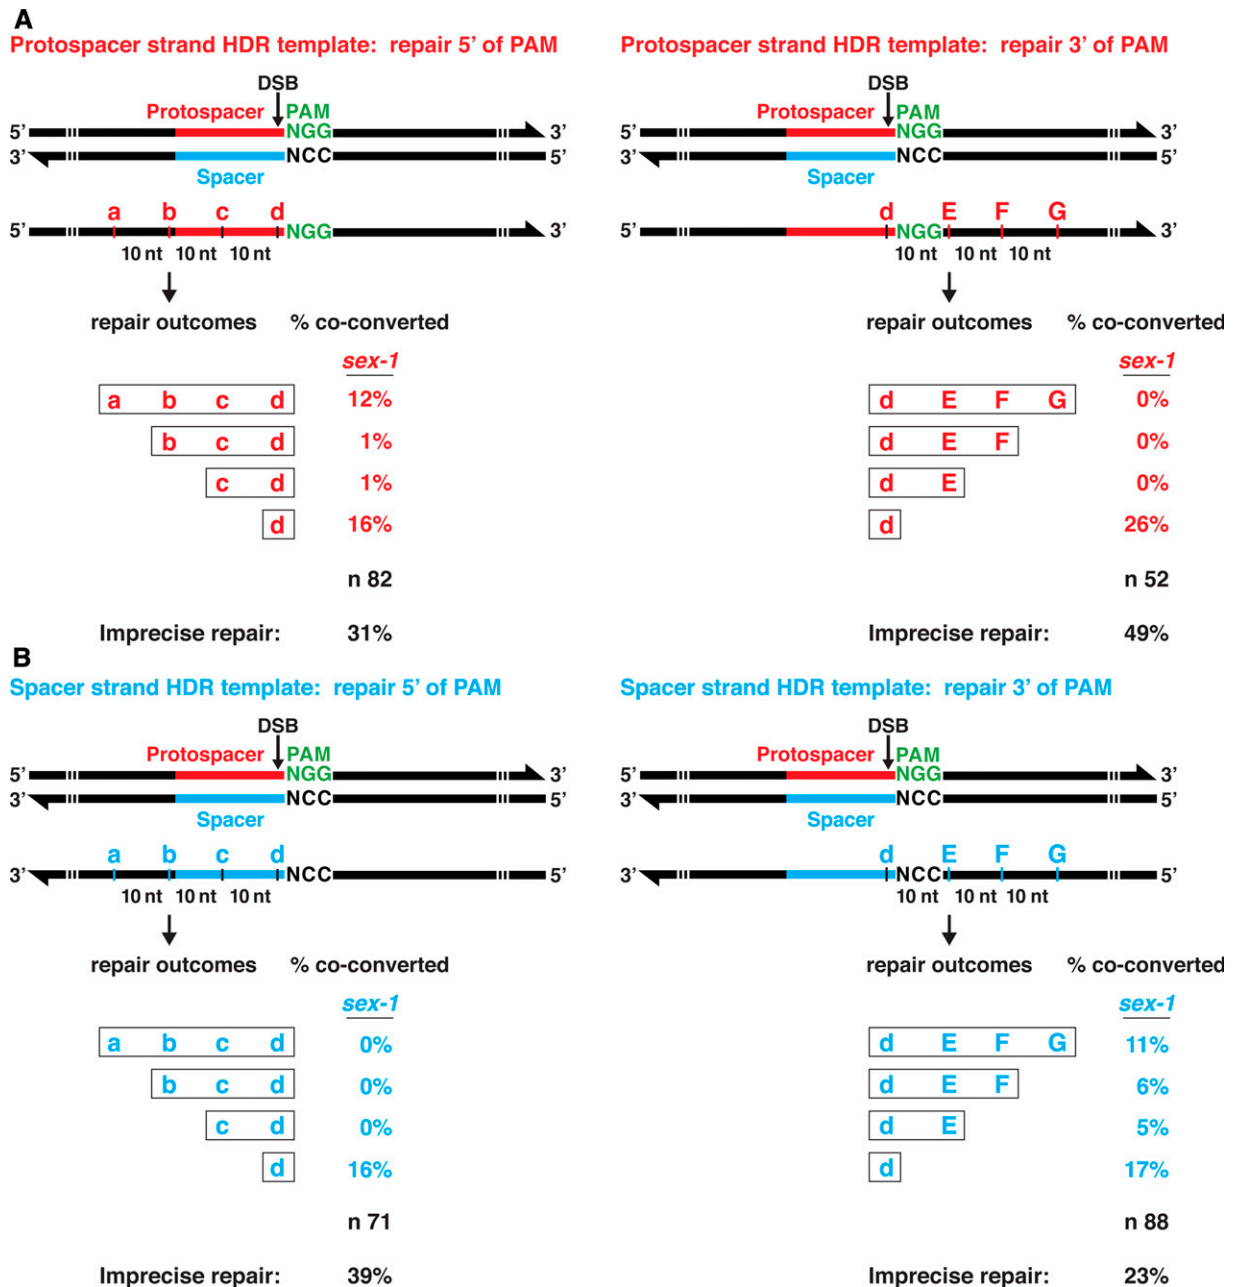 A
Protospacer strand HDR template: repair 5' of PAM
DSB
Protospacer PAM
5' NGG 3'
3' NCC 5'
Spacer
a b c d
5' NGG 3'
10 nt 10 nt 10 nt
repair outcomes % co-converted
sex-1
a b c d 12%
b c d 1%
c d 1%
d 16%
n 82
Imprecise repair: 31%
Protospacer strand HDR template: repair 3' of PAM
DSB
Protospacer PAM
5' NGG 3'
3' NCC 5'
Spacer
d E F G
5' NGG 3'
10 nt 10 nt 10 nt
repair outcomes % co-converted
sex-1
d E F G 0%
d E F 0%
d E 0%
d 26%
n 52
Imprecise repair: 49%
B
Spacer strand HDR template: repair 5' of PAM
DSB
Protospacer PAM
5' NGG 3'
3' NCC 5'
Spacer
a b c d
3' NCC 5'
10 nt 10 nt 10 nt
repair outcomes % co-converted
sex-1
a b c d 0%
b c d 0%
c d 0%
d 16%
n 71
Imprecise repair: 39%
Spacer strand HDR template: repair 3' of PAM
DSB
Protospacer PAM
5' NGG 3'
3' NCC 5'
Spacer
d E F G
3' NCC 5'
10 nt 10 nt 10 nt
repair outcomes % co-converted
sex-1
d E F G 11%
d E F 6%
d E 5%
d 17%
n 88
Imprecise repair: 23%